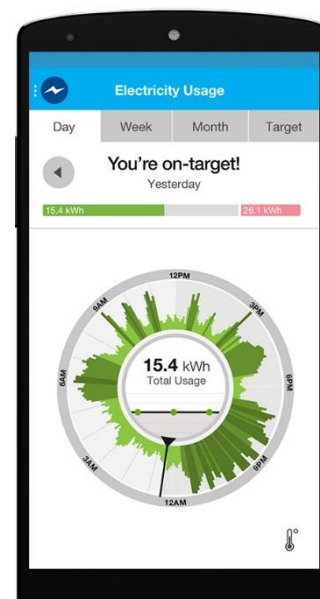 Electricity Usage
Day Week Month Target
You're on-target!
Yesterday
15.4 kWh 26.1 kWh
12PM
9AM 3PM
15.4 kWh
Total Usage
6AM 6PM
3AM 9PM
12AM